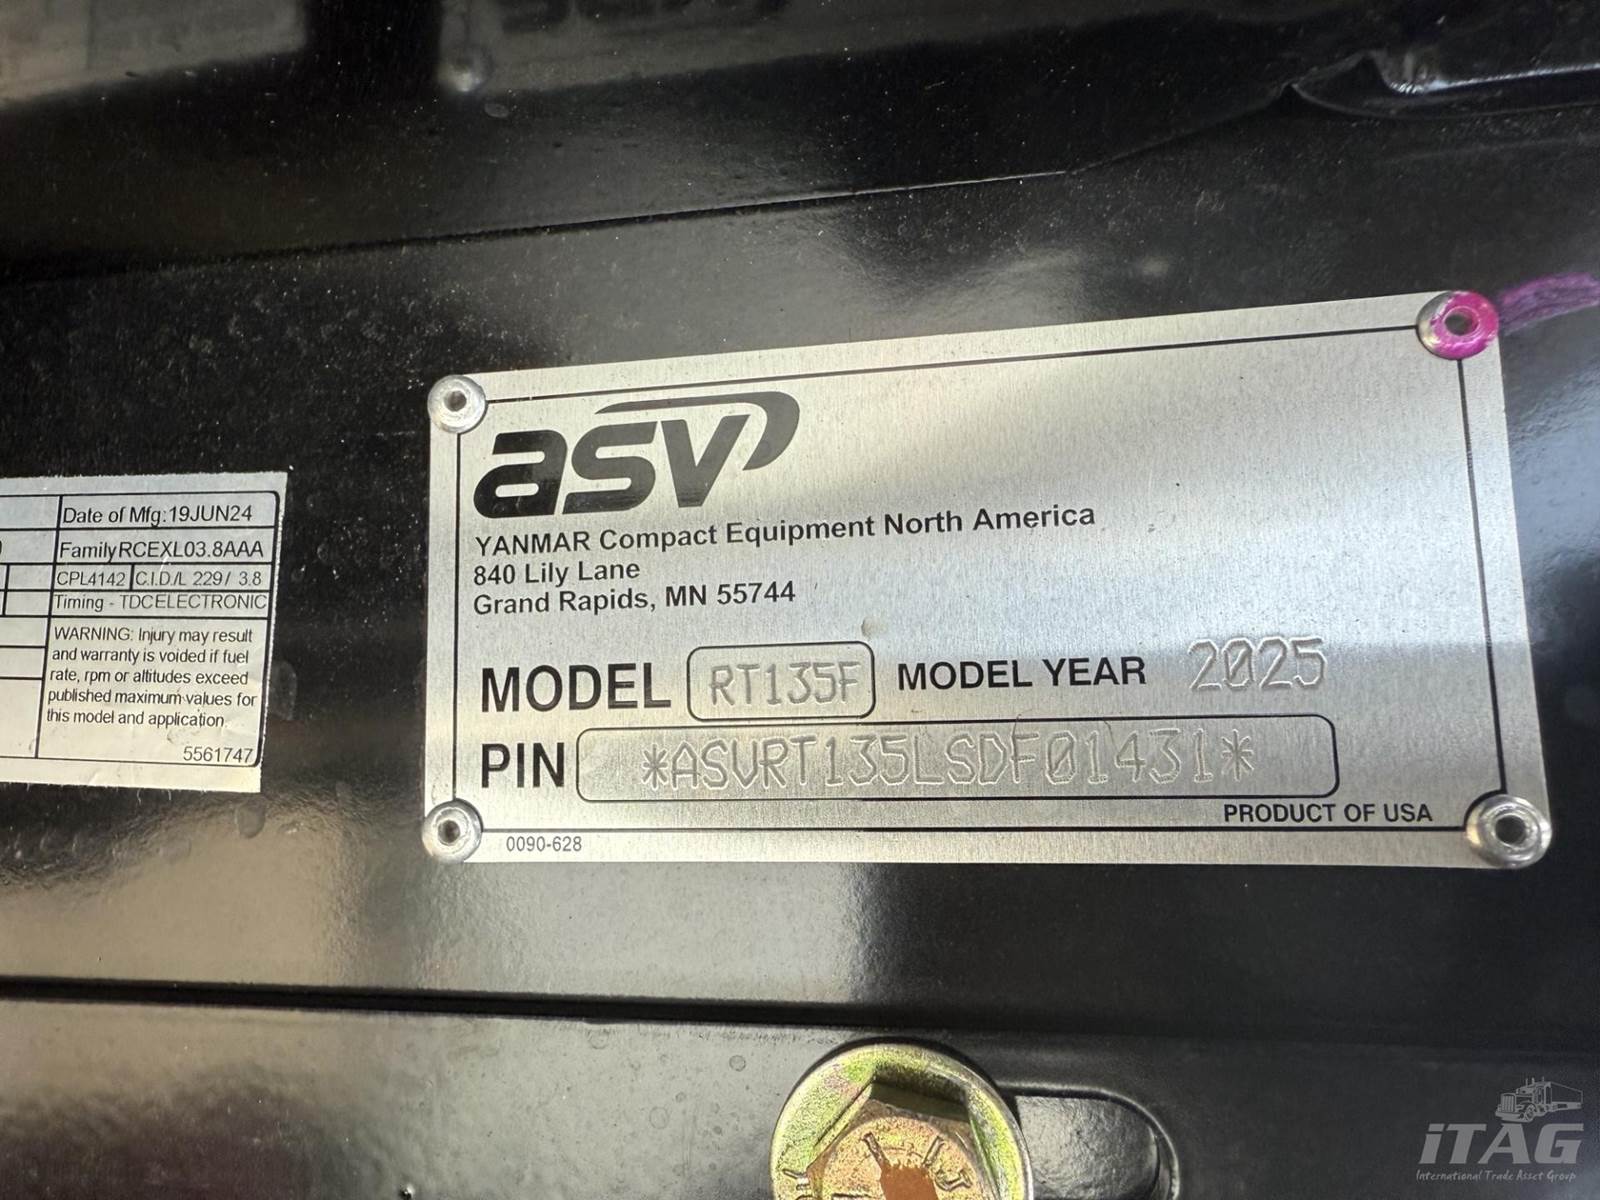 Date of Mfg:19JUN24
Family RCEXL03.8AAA
CPL4142 C.I.D./L 229/ 3.8
Timing - TDCELECTRONIC
WARNING: Injury may result
and warranty is voided if fuel
rate, rpm or altitudes exceed
published maximum values for
this model and application.
5561747
asv
YANMAR Compact Equipment North America
840 Lily Lane
Grand Rapids, MN 55744
MODEL RT135F MODEL YEAR 2025
PIN *ASVRT135LSDF01431*
PRODUCT OF USA
0090-628
iTAG
International Trade Asset Group